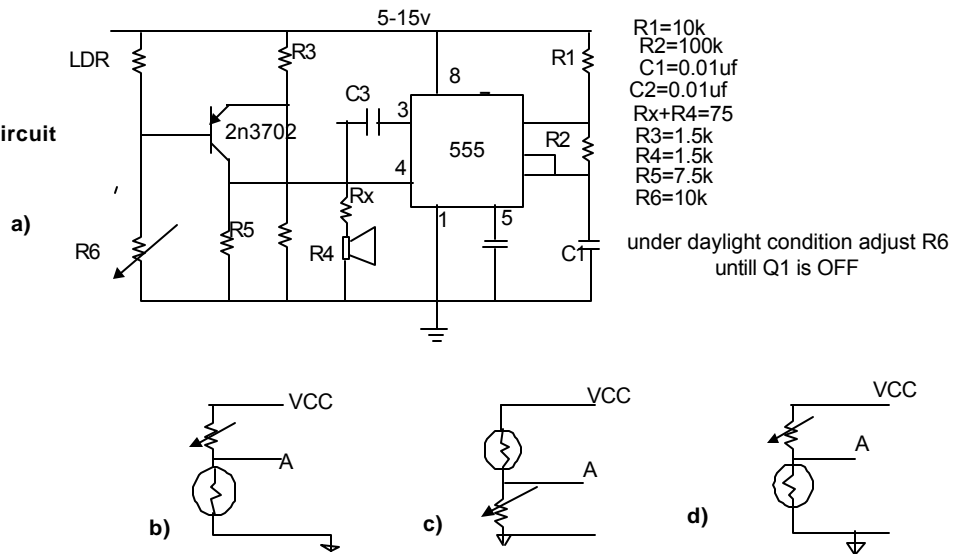 5-15v
LDR
R3
R1
R1=10k
R2=100k
C1=0.01uf
C2=0.01uf
Rx+R4=75
R3=1.5k
R4=1.5k
R5=7.5k
R6=10k
8
C3
3
ircuit
2n3702
555
R2
4
Rx
1
5
a)
R6
R5
R4
C1
under daylight condition adjust R6
untill Q1 is OFF
VCC
A
b)
VCC
A
c)
VCC
A
d)